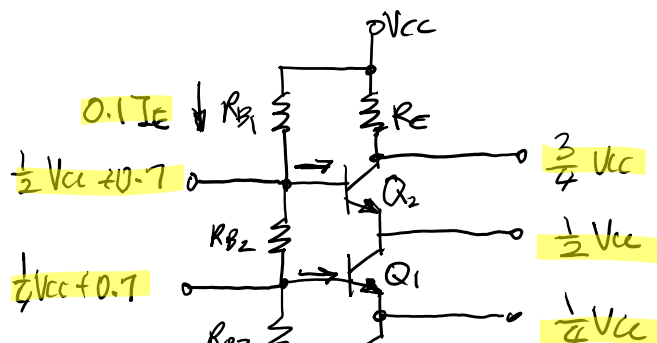 Vcc
0.1 IE ↓ RB1 RE
1/2 Vcc + 0.7 3/4 Vcc
Q2
RB2 1/2 Vcc
1/4 Vcc + 0.7 Q1
1/4 Vcc